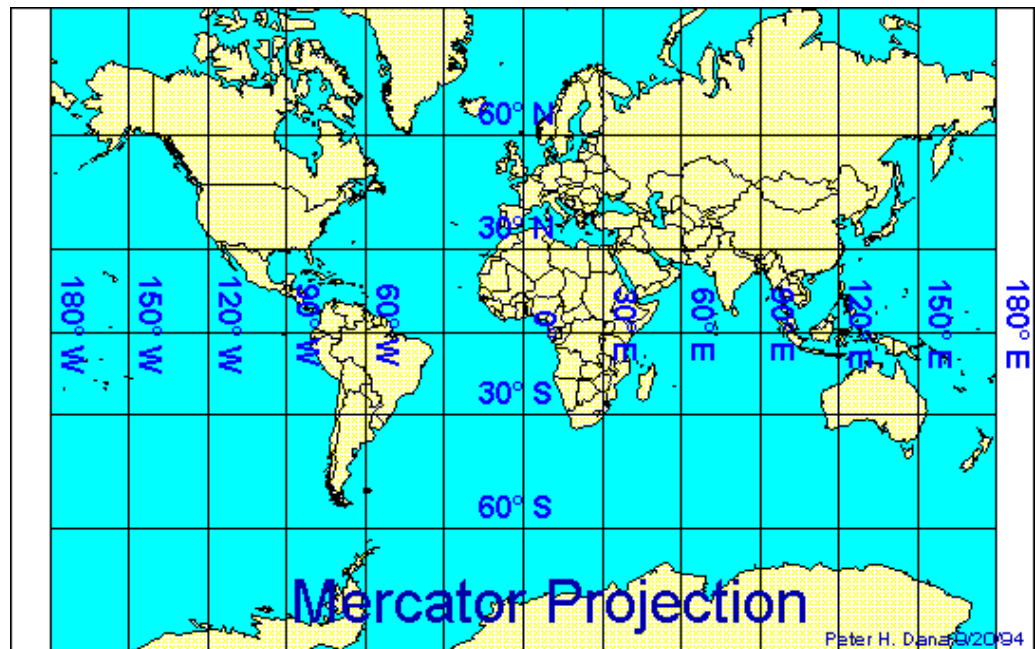 60° N
30° N
180° W
150° W
120° W
90° W
60° W
0°
30° E
60° E
90° E
120° E
150° E
180° E
30° S
60° S
Mercator Projection
Peter H. Dana 9/20/94